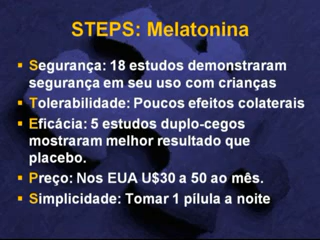 STEPS: Melatonina
Segurança: 18 estudos demonstraram
segurança em seu uso com crianças
Tolerabilidade: Poucos efeitos colaterais
Eficácia: 5 estudos duplo-cegos
mostraram melhor resultado que
placebo.
Preço: Nos EUA U$30 a 50 ao mês.
Simplicidade: Tomar 1 pílula a noite